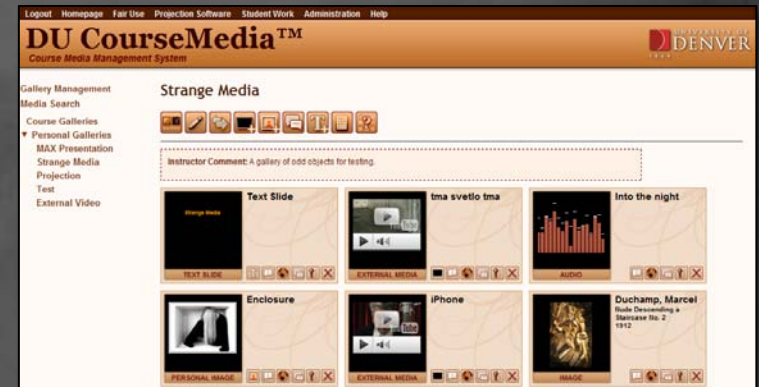 Logout Homepage Fair Use Projection Software Student Work Administration Help
DU CourseMedia™
Course Media Management System
UNIVERSITY OF
DENVER
Gallery Management
Media Search
Course Galleries
Personal Galleries
MAX Presentation
Strange Media
Projection
Test
External Video
Strange Media
Instructor Comment: A gallery of odd objects for testing.
Text Slide
Strange Media
TEXT SLIDE
tma svetlo tma
EXTERNAL MEDIA
Into the night
AUDIO
Enclosure
PERSONAL IMAGE
iPhone
Tube
EXTERNAL MEDIA
Duchamp, Marcel
Nude Descending a
Staircase No. 2
1912
IMAGE